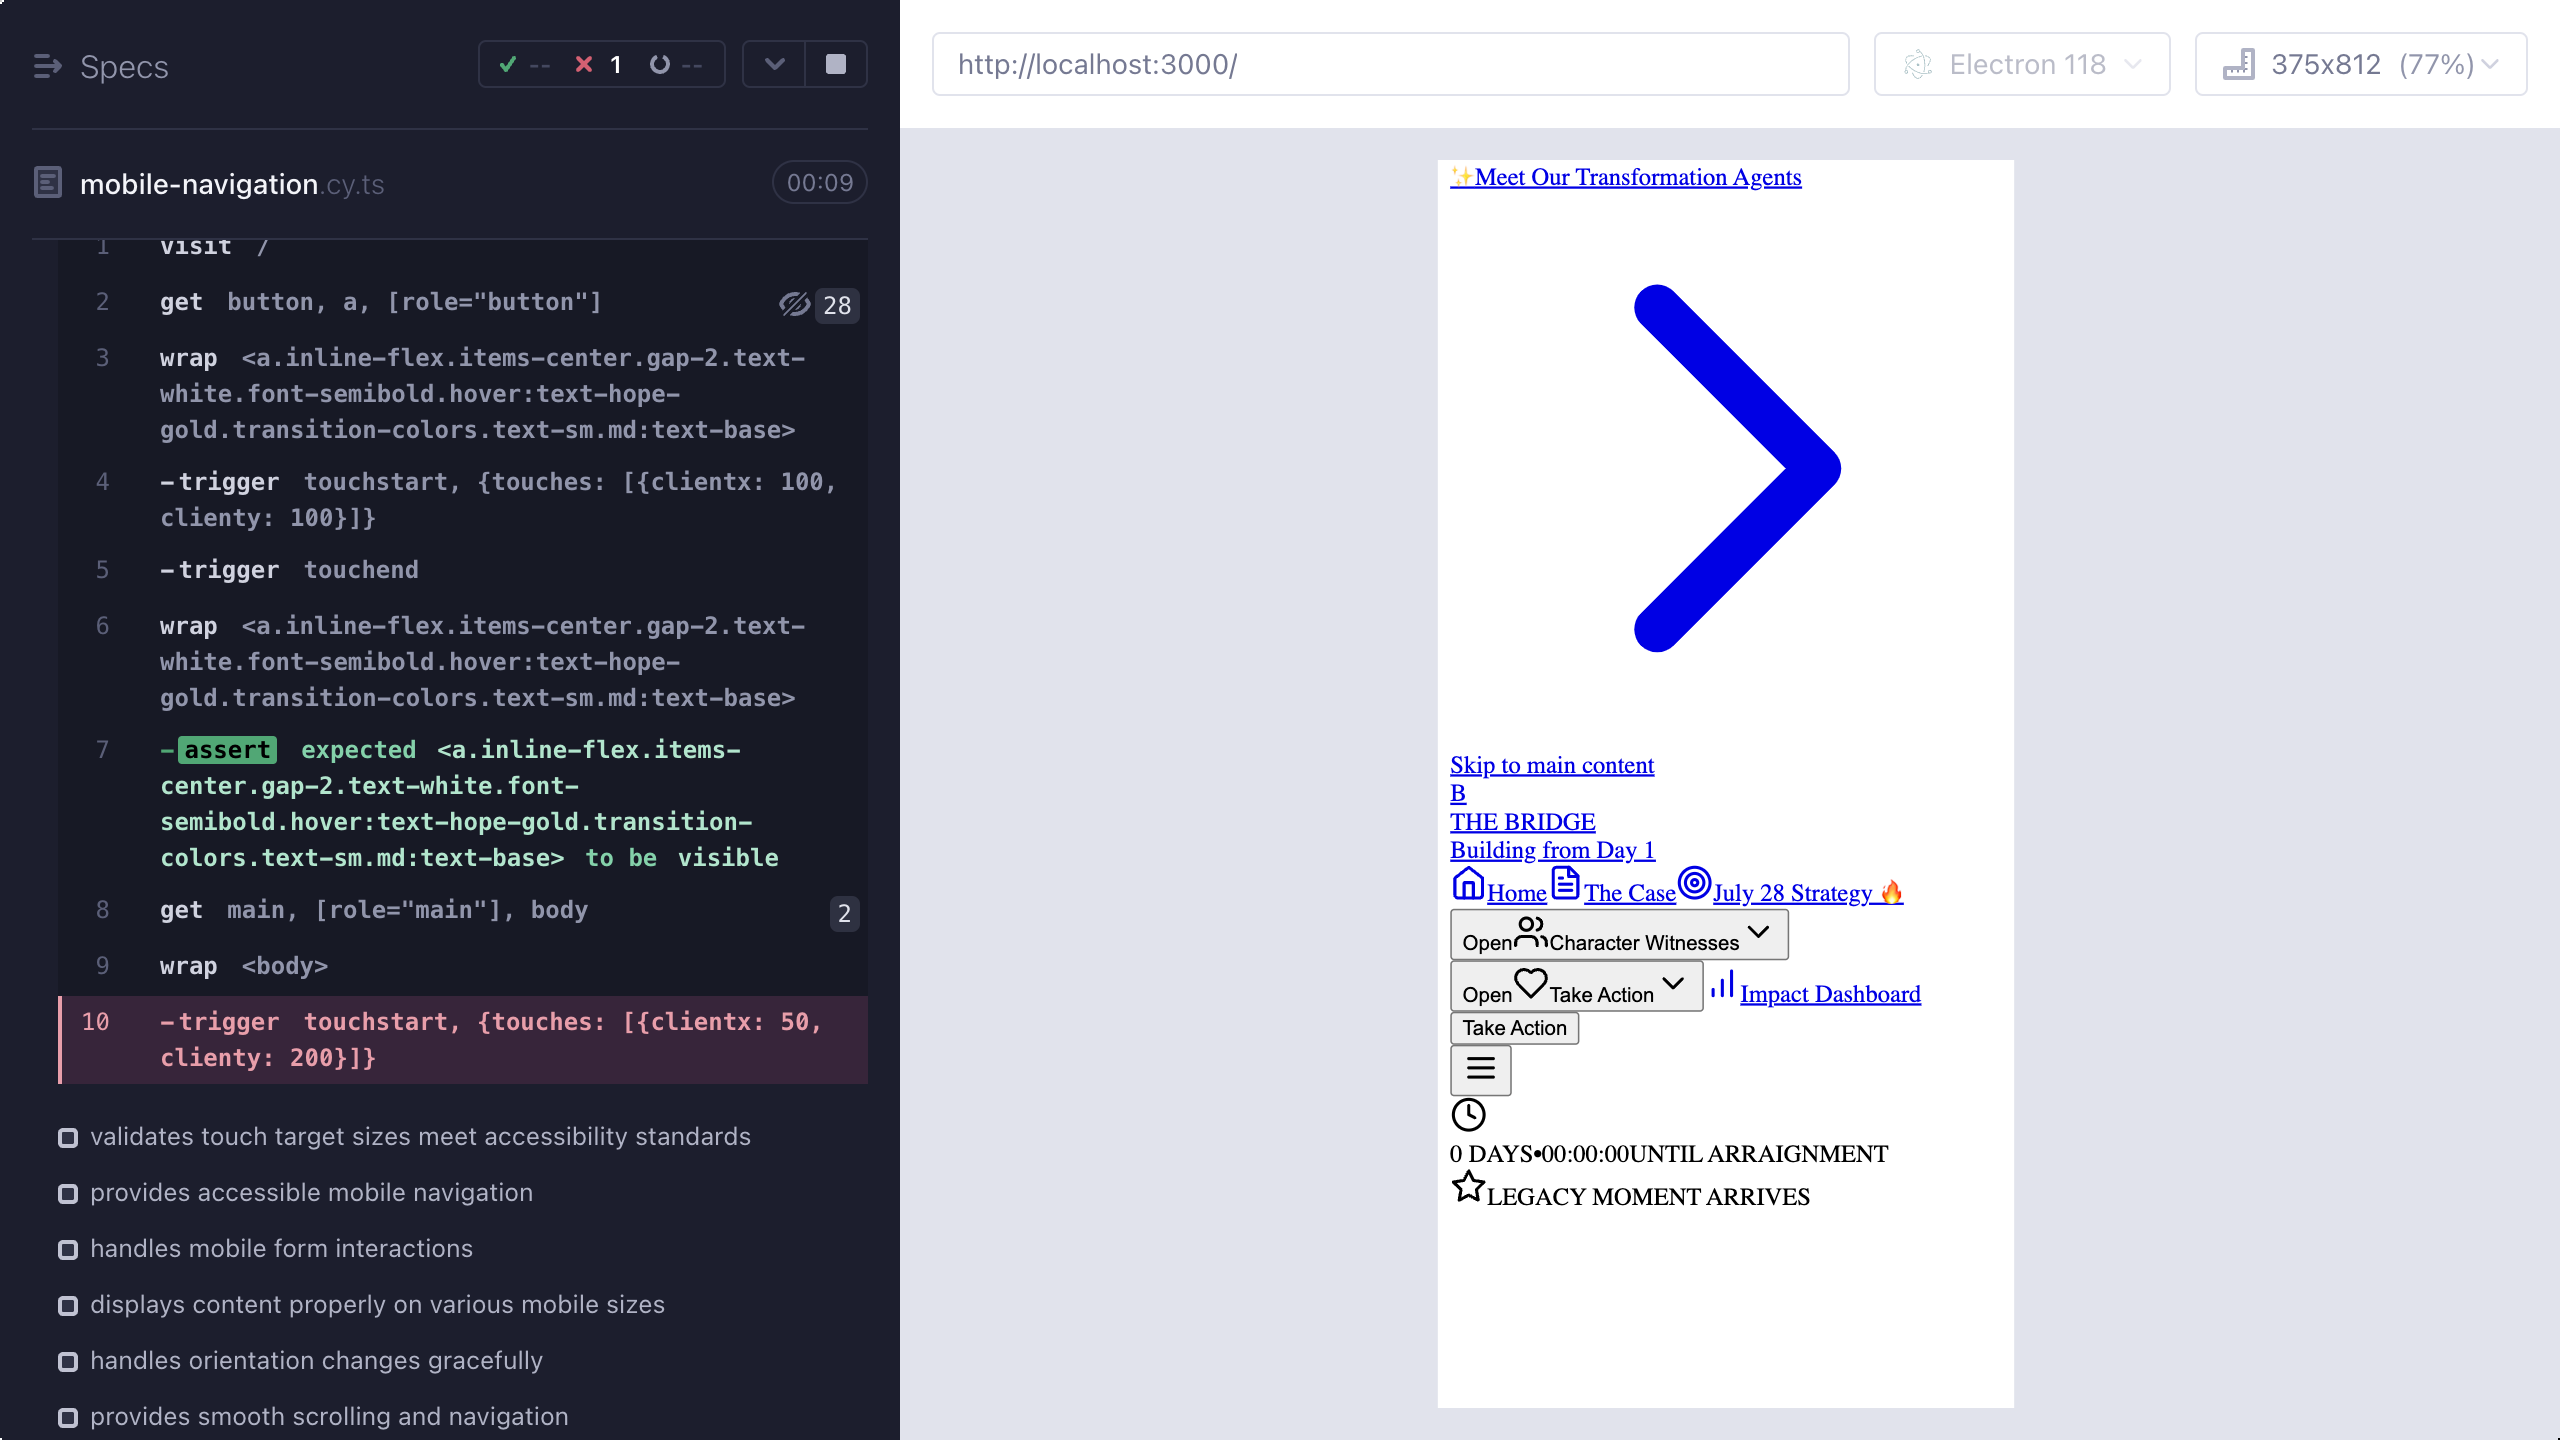 Specs
-- 1 --
mobile-navigation.cy.ts 00:09
1 visit /
2 get button, a, [role="button"] 28
3 wrap <a.inline-flex.items-center.gap-2.text-
white.font-semibold.hover:text-hope-
gold.transition-colors.text-sm.md:text-base>
4 -trigger touchstart, {touches: [{clientx: 100,
clienty: 100}]}
5 -trigger touchend
6 wrap <a.inline-flex.items-center.gap-2.text-
white.font-semibold.hover:text-hope-
gold.transition-colors.text-sm.md:text-base>
7 -assert expected <a.inline-flex.items-
center.gap-2.text-white.font-
semibold.hover:text-hope-gold.transition-
colors.text-sm.md:text-base> to be visible
8 get main, [role="main"], body 2
9 wrap <body>
10 -trigger touchstart, {touches: [{clientx: 50,
clienty: 200}]}
validates touch target sizes meet accessibility standards
provides accessible mobile navigation
handles mobile form interactions
displays content properly on various mobile sizes
handles orientation changes gracefully
provides smooth scrolling and navigation
http://localhost:3000/
Electron 118
375x812 (77%)
✨Meet Our Transformation Agents
Skip to main content
B
THE BRIDGE
Building from Day 1
Home The Case July 28 Strategy 🔥
Open Character Witnesses
Open Take Action Impact Dashboard
Take Action
0 DAYS•00:00:00UNTIL ARRAIGNMENT
LEGACY MOMENT ARRIVES